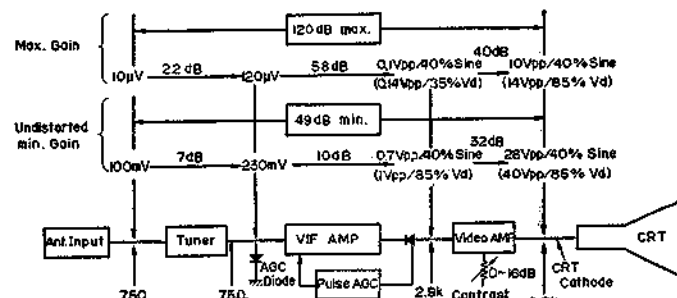 120dB max.
Max. Gain
10μV 22dB 120μV 58dB 0.1Vpp/40% Sine 40dB 10Vpp/40% Sine
(0.14Vpp/35% Vd) (14Vpp/85% Vd)
49dB min.
Undistorted
min. Gain
100mV 7dB 230mV 10dB 0.7Vpp/40% Sine 32dB 28Vpp/40% Sine
(1Vpp/85% Vd) (40Vpp/85% Vd)
Ant.Input Tuner VIF AMP Video AMP CRT
AGC
Diode
Pulse AGC
0~16dB
CRT
Cathode
75Ω 75Ω 2.9k Contrast